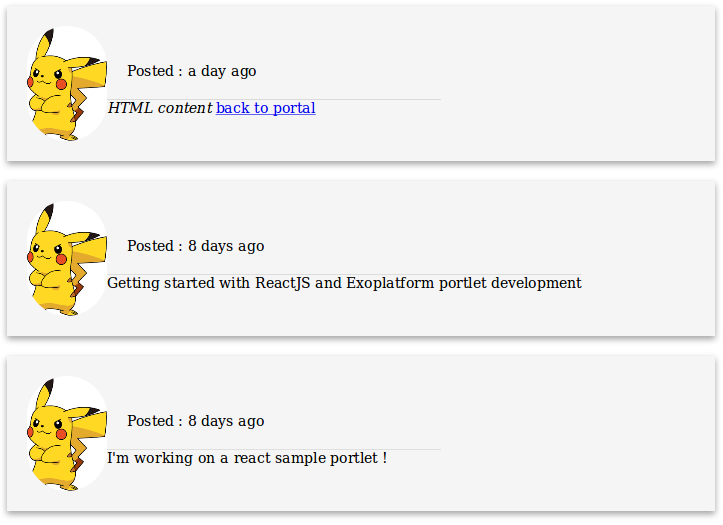 Posted : a day ago
HTML content back to portal
Posted : 8 days ago
Getting started with ReactJS and Exoplatform portlet development
Posted : 8 days ago
I'm working on a react sample portlet !